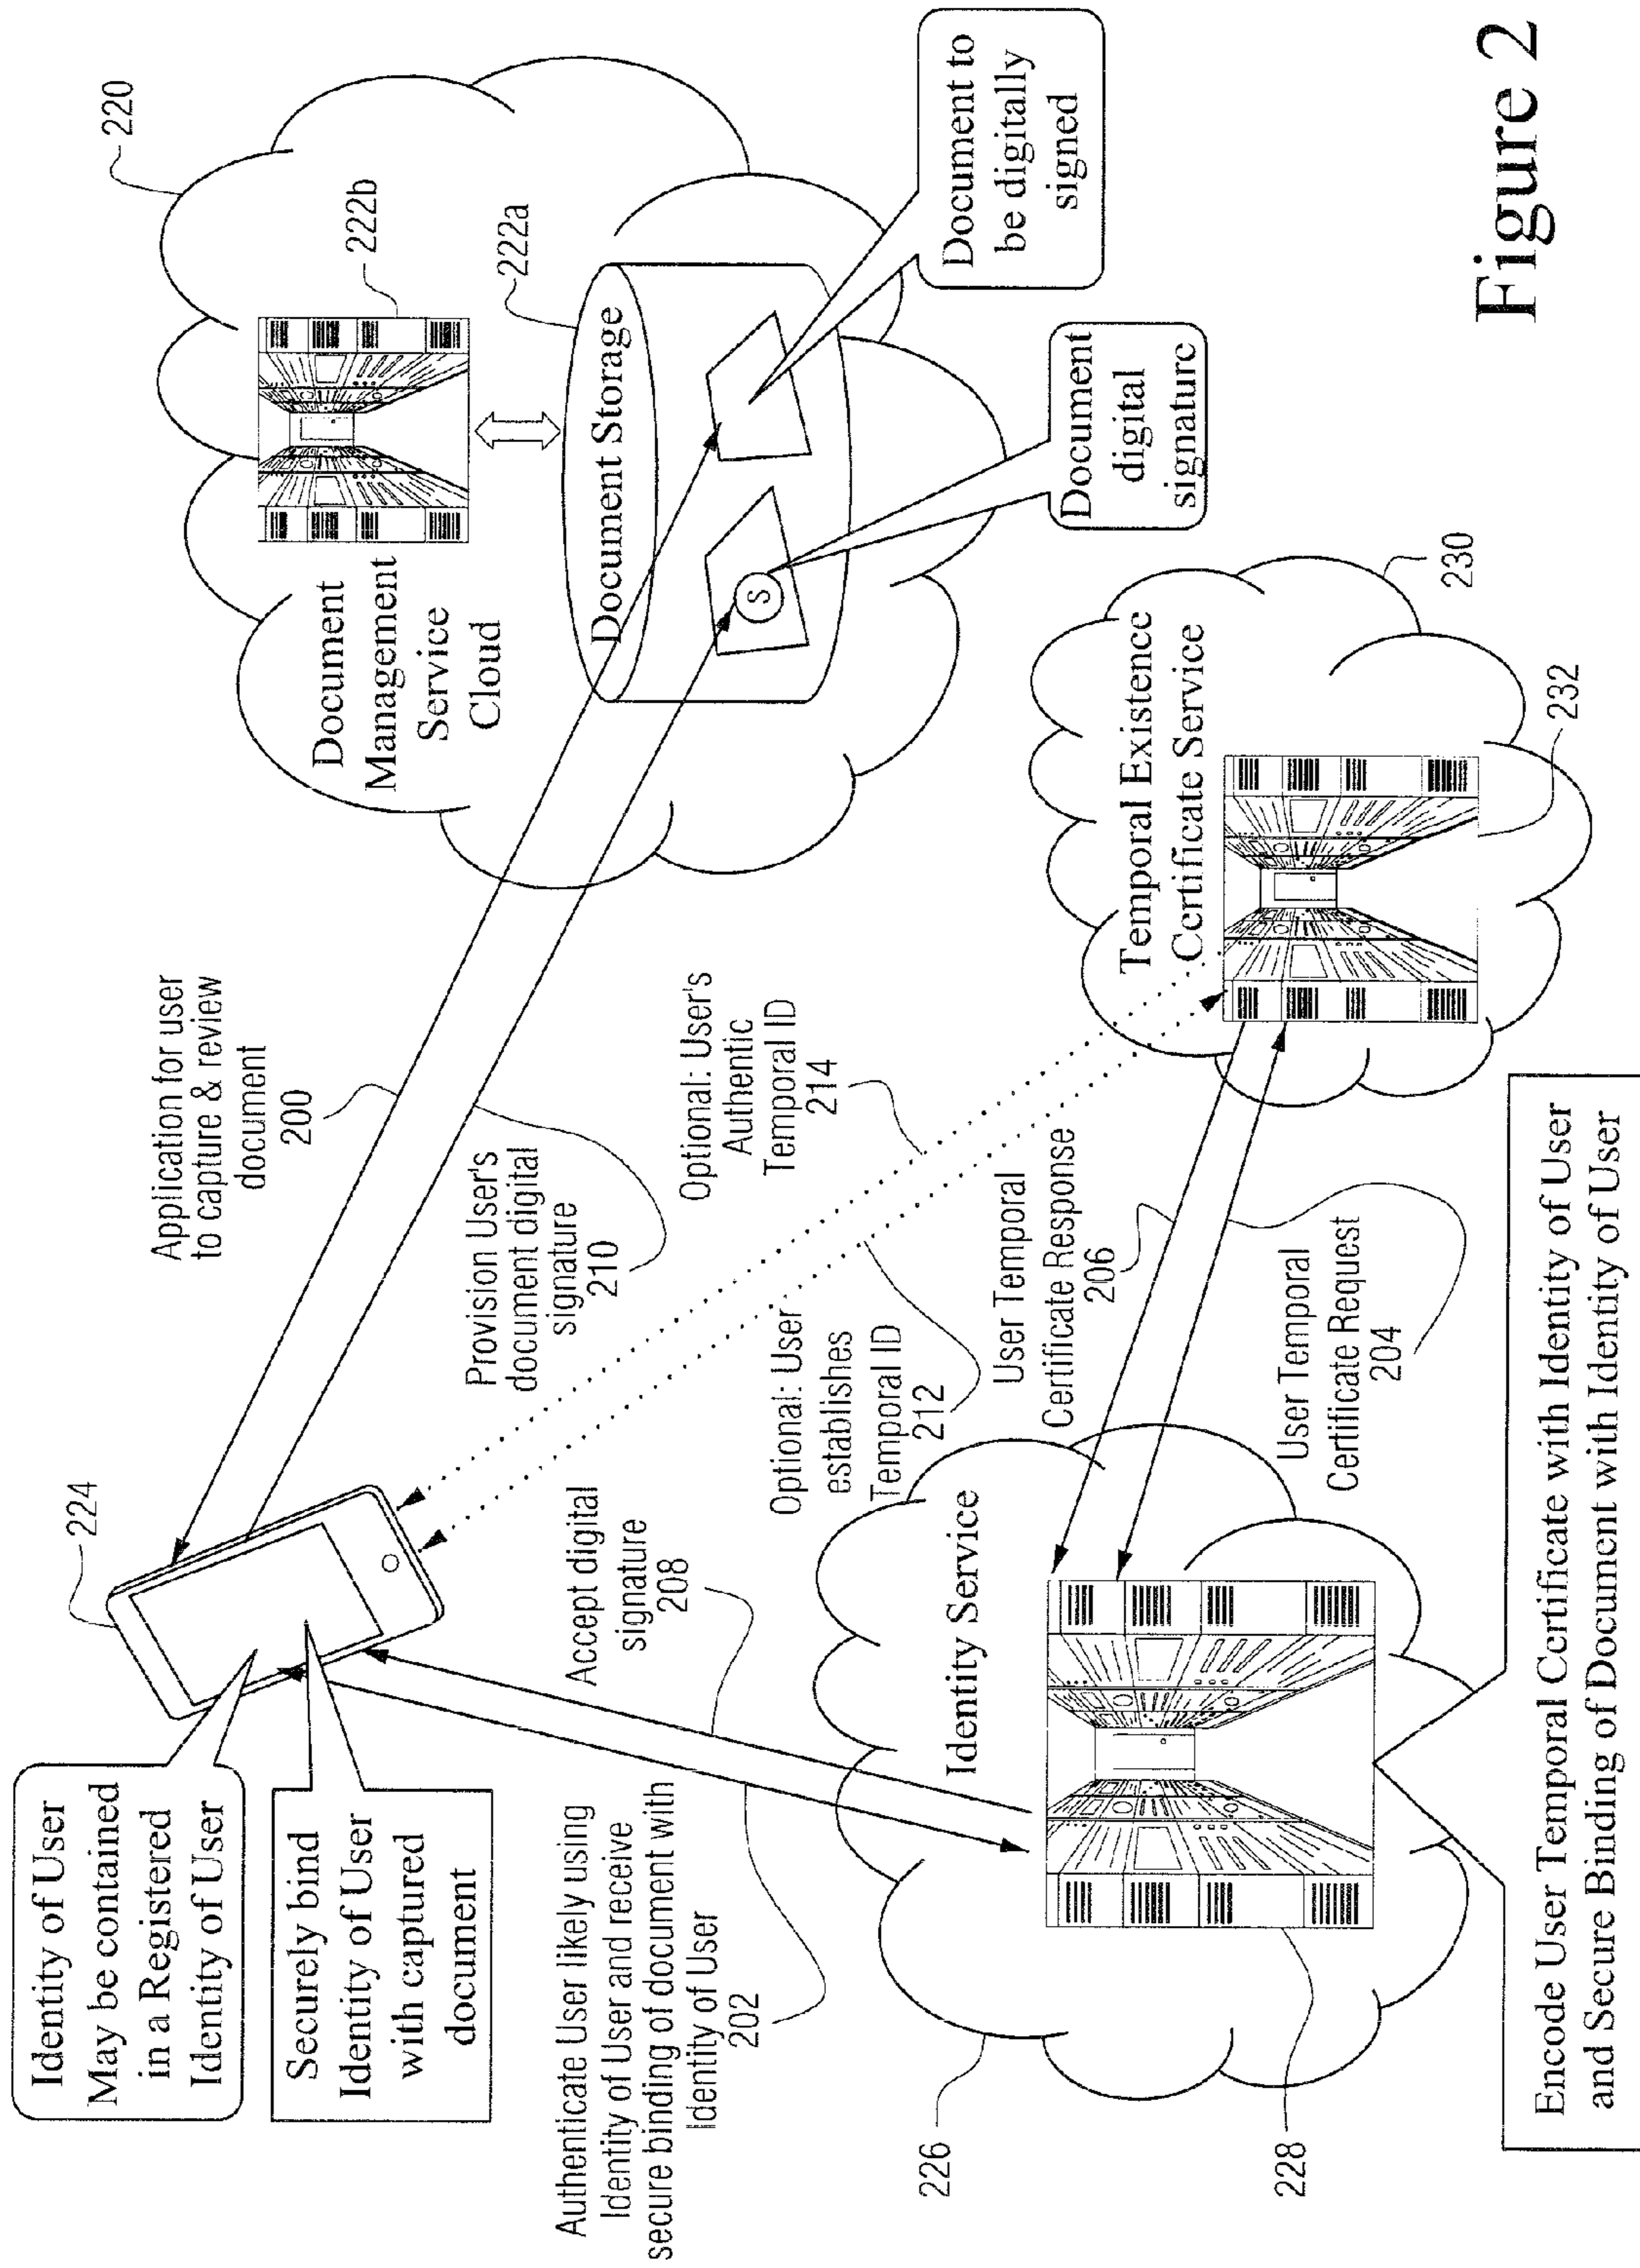 Identity of User
May be contained
in a Registered
Identity of User
Securely bind
Identity of User
with captured
document
224
Application for user
to capture & review
document
200
220
Document
Management
Service
Cloud
222b
222a
Document Storage
S
Document to
be digitally
signed
Document
digital
signature
Provision User's
document digital
signature
210
Accept digital
signature
208
Authenticate User likely using
Identity of User and receive
secure binding of document with
Identity of User
202
Optional: User's
Authentic
Temporal ID
214
Optional: User
establishes
Temporal ID
212
User Temporal
Certificate Response
206
User Temporal
Certificate Request
204
Temporal Existence
Certificate Service
230
232
Identity Service
226
228
Encode User Temporal Certificate with Identity of User
and Secure Binding of Document with Identity of User
Figure 2